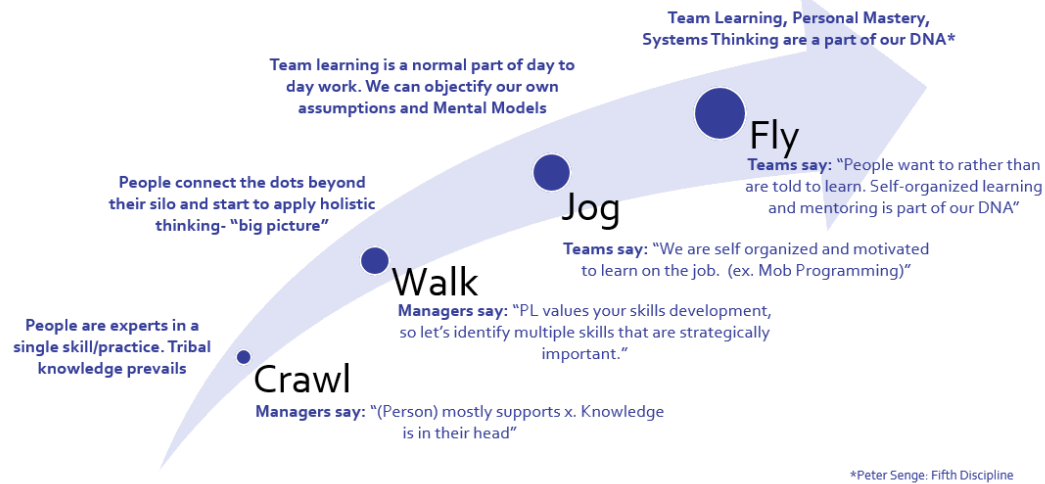 Team Learning, Personal Mastery,
Systems Thinking are a part of our DNA*
Fly
Teams say: “People want to rather than
are told to learn. Self-organized learning
and mentoring is part of our DNA”
Team learning is a normal part of day to
day work. We can objectify our own
assumptions and Mental Models
Jog
Teams say: “We are self organized and motivated
to learn on the job.  (ex. Mob Programming)”
People connect the dots beyond
their silo and start to apply holistic
thinking- “big picture”
Walk
Managers say: “PL values your skills development,
so let’s identify multiple skills that are strategically
important.”
People are experts in a
single skill/practice. Tribal
knowledge prevails
Crawl
Managers say: “(Person) mostly supports x. Knowledge
is in their head”
*Peter Senge: Fifth Discipline